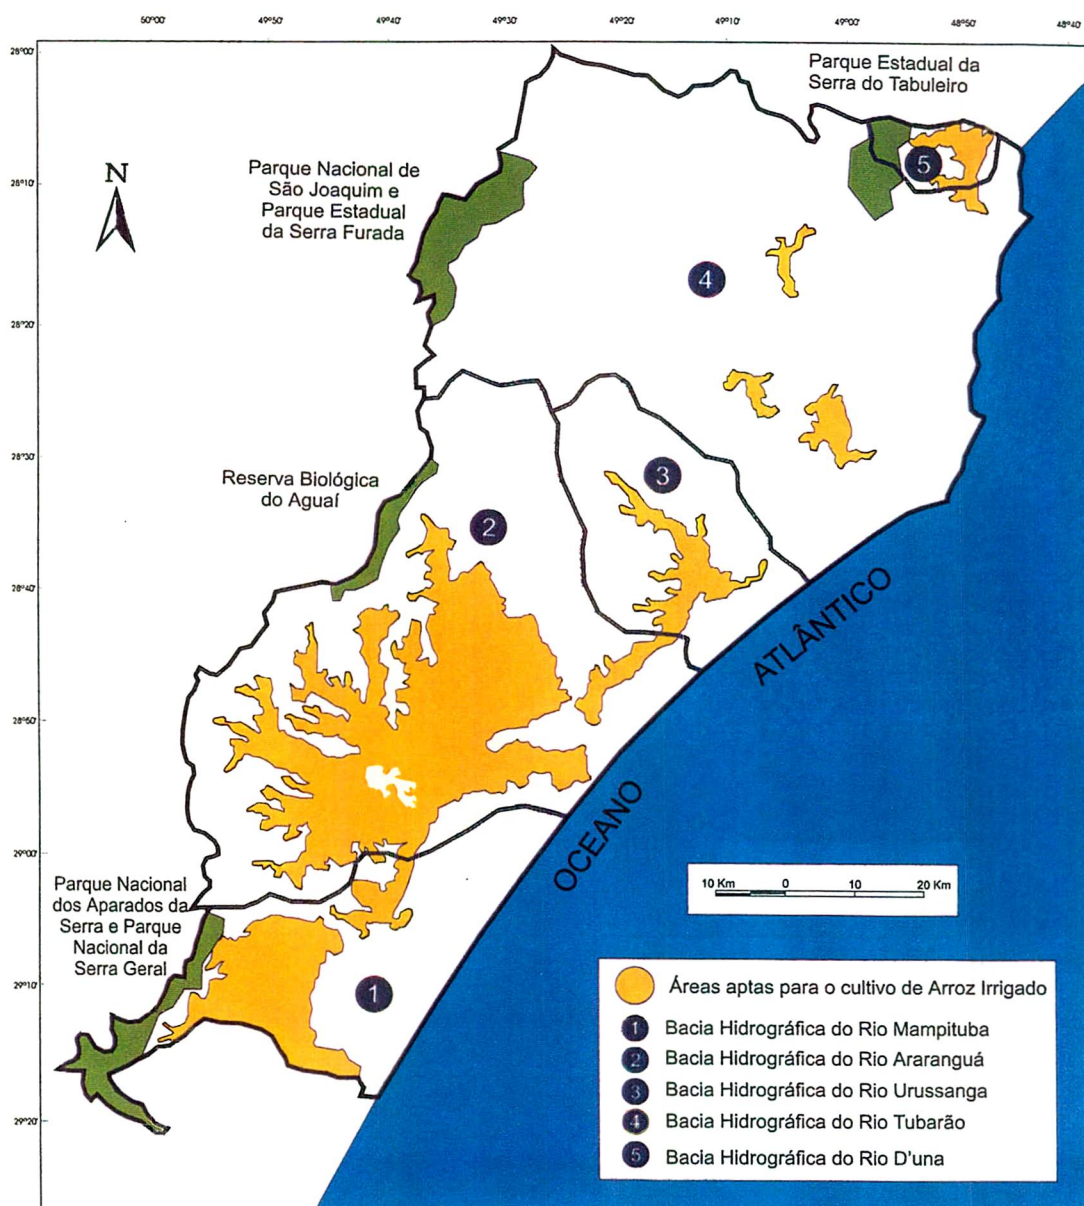 50°00'
49°40'
49°30'
49°20'
49°10'
49°00'
48°50'
48°40'
28°00'
Parque Estadual da
Serra do Tabuleiro
N
Parque Nacional de
São Joaquim e
Parque Estadual
da Serra Furada
5
28°10'
4
28°20'
28°30'
Reserva Biológica
do Aguaí
3
2
28°40'
ATLÂNTICO
28°50'
OCEANO
29°00'
Parque Nacional
dos Aparados da
Serra e Parque
Nacional da
Serra Geral
10 Km 0 10 20 Km
29°10'
1
29°20'
Áreas aptas para o cultivo de Arroz Irrigado
1 Bacia Hidrográfica do Rio Mampituba
2 Bacia Hidrográfica do Rio Araranguá
3 Bacia Hidrográfica do Rio Urussanga
4 Bacia Hidrográfica do Rio Tubarão
5 Bacia Hidrográfica do Rio D'una